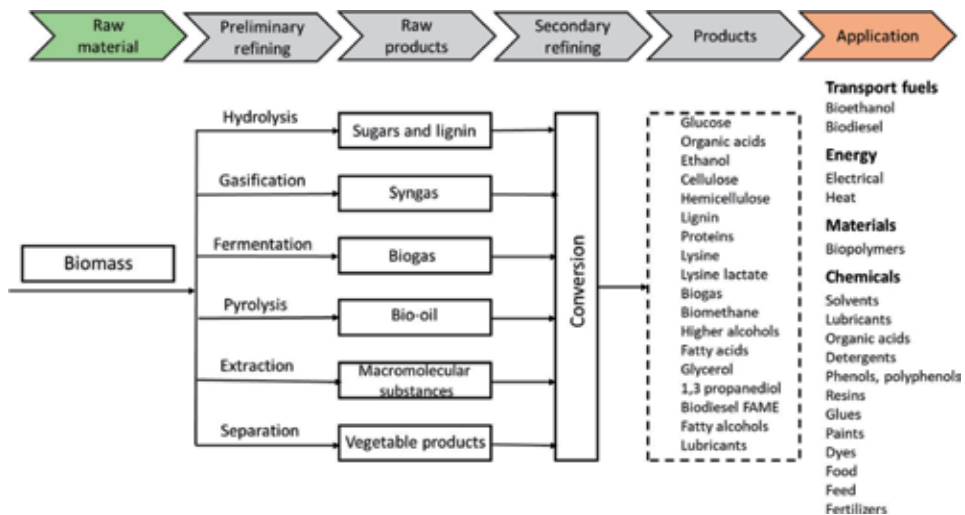 Raw
material
Preliminary
refining
Raw
products
Secondary
refining
Products
Application
Biomass
Hydrolysis
Sugars and lignin
Gasification
Syngas
Fermentation
Biogas
Pyrolysis
Bio-oil
Extraction
Macromolecular
substances
Separation
Vegetable products
Conversion
Glucose
Organic acids
Ethanol
Cellulose
Hemicellulose
Lignin
Proteins
Lysine
Lysine lactate
Biogas
Biomethane
Higher alcohols
Fatty acids
Glycerol
1,3 propanediol
Biodiesel FAME
Fatty alcohols
Lubricants
Transport fuels
Bioethanol
Biodiesel
Energy
Electrical
Heat
Materials
Biopolymers
Chemicals
Solvents
Lubricants
Organic acids
Detergents
Phenols, polyphenols
Resins
Glues
Paints
Dyes
Food
Feed
Fertilizers